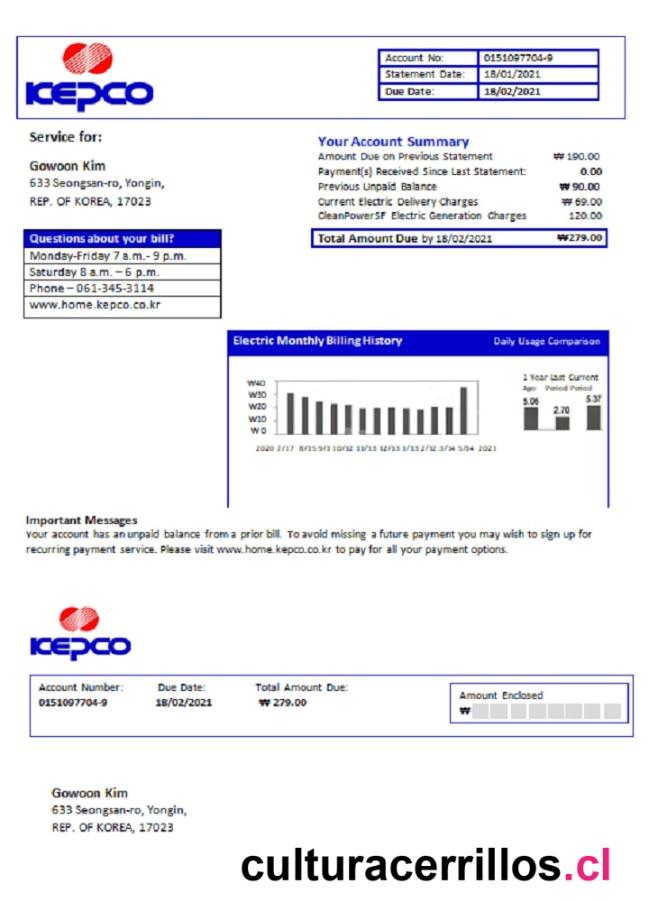 KEPCO
Account No: 0151097704-9
Statement Date: 18/01/2021
Due Date: 18/02/2021
Service for:
Gowoon Kim
633 Seongsan-ro, Yongin,
REP. OF KOREA, 17023
Your Account Summary
Amount Due on Previous Statement ₩ 190.00
Payment(s) Received Since Last Statement: 0.00
Previous Unpaid Balance ₩ 90.00
Current Electric Delivery Charges ₩ 69.00
CleanPowerSF Electric Generation Charges 120.00
Total Amount Due by 18/02/2021 ₩279.00
Questions about your bill?
Monday-Friday 7 a.m.- 9 p.m.
Saturday 8 a.m. – 6 p.m.
Phone – 061-345-3114
www.home.kepco.co.kr
Electric Monthly Billing History Daily Usage Comparison
₩40
₩30
₩20
₩10
₩ 0
2020 2/17 8/15 9/1 10/12 11/13 12/13 1/13 2/12 3/14 5/14 2021
1 Year Last Current
Ago Period Period
5.06 2.70 5.37
Important Messages
Your account has an unpaid balance from a prior bill. To avoid missing a future payment you may wish to sign up for
recurring payment service. Please visit www.home.kepco.co.kr to pay for all your payment options.
KEPCO
Account Number: Due Date: Total Amount Due:
0151097704-9 18/02/2021 ₩ 279.00
Amount Enclosed
₩
Gowoon Kim
633 Seongsan-ro, Yongin,
REP. OF KOREA, 17023
culturacerrillos.cl